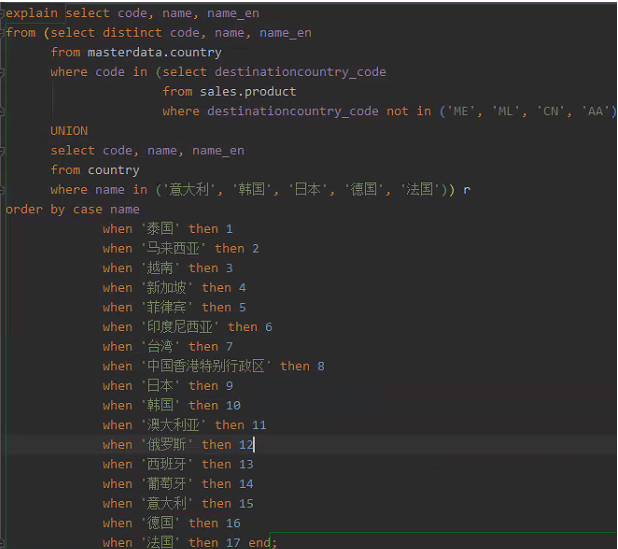 explain select code, name, name_en
from (select distinct code, name, name_en
from masterdata.country
where code in (select destinationcountry_code
from sales.product
where destinationcountry_code not in ('ME', 'ML', 'CN', 'AA')
UNION
select code, name, name_en
from country
where name in ('意大利', '韩国', '日本', '德国', '法国')) r
order by case name
when '泰国' then 1
when '马来西亚' then 2
when '越南' then 3
when '新加坡' then 4
when '菲律宾' then 5
when '印度尼西亚' then 6
when '台湾' then 7
when '中国香港特别行政区' then 8
when '日本' then 9
when '韩国' then 10
when '澳大利亚' then 11
when '俄罗斯' then 12
when '西班牙' then 13
when '葡萄牙' then 14
when '意大利' then 15
when '德国' then 16
when '法国' then 17 end;